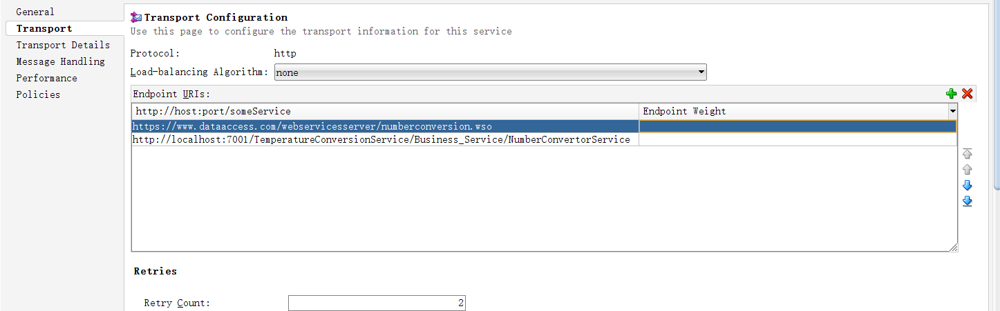 General
Transport
Transport Details
Message Handling
Performance
Policies
Transport Configuration
Use this page to configure the transport information for this service
Protocol: http
Load-balancing Algorithm: none
Endpoint URIs:
http://host:port/someService Endpoint Weight
https://www.dataaccess.com/webservicesserver/numberconversion.wso
http://localhost:7001/TemperatureConversionService/Business_Service/NumberConvertorService
Retries
Retry Count: 2